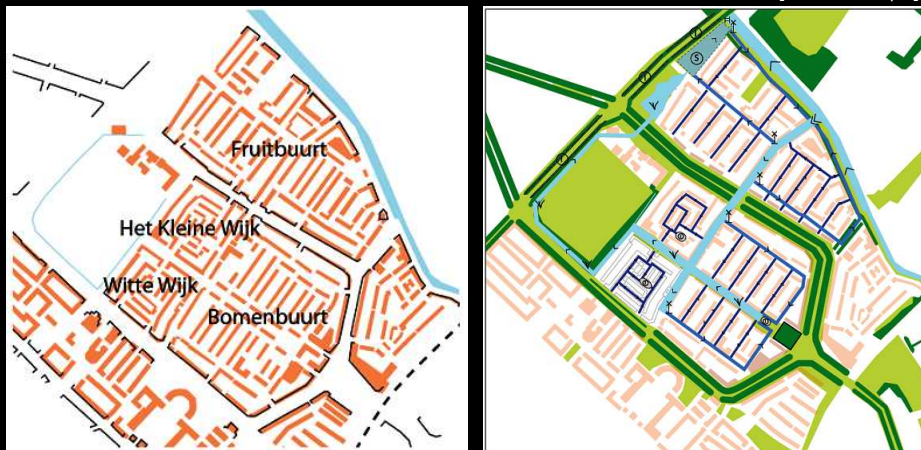 Fruitbuurt
Het Kleine Wijk
Witte Wijk
Bomenbuurt
S